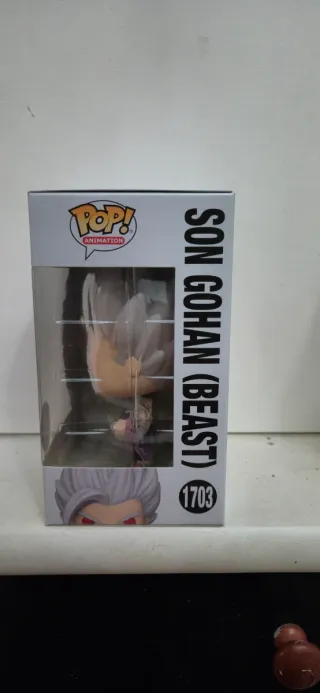 POP!
ANIMATION
SON GOHAN (BEAST)
1703